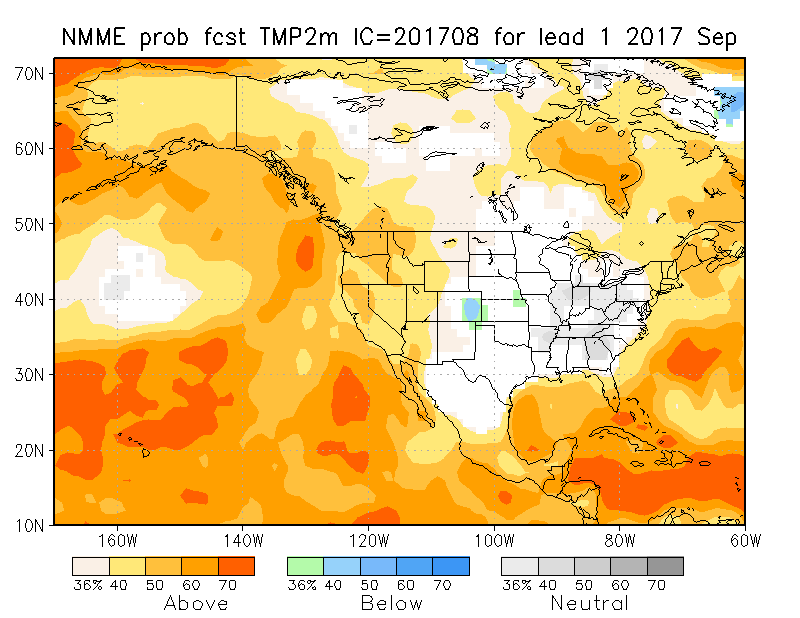 NMME prob fcst TMP2m IC=201708 for lead 1 2017 Sep
70N
60N
50N
40N
30N
20N
10N
160W 140W 120W 100W 80W 60W
36% 40 50 60 70 36% 40 50 60 70 36% 40 50 60 70
Above Below Neutral